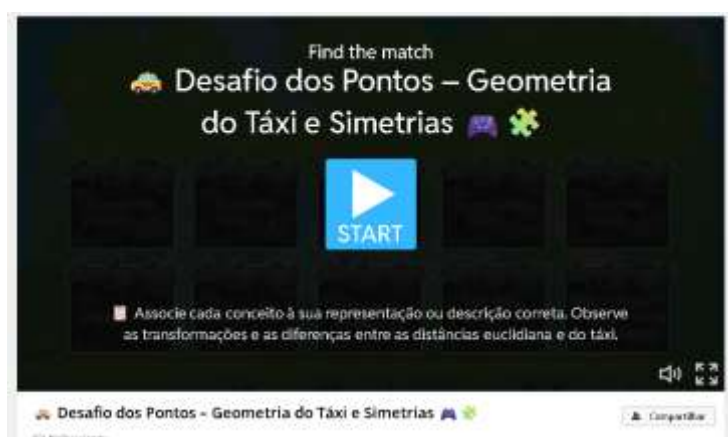 Find the match
🚕 Desafio dos Pontos – Geometria
do Táxi e Simetrias 🎮 🧩
START
📋 Associe cada conceito à sua representação ou descrição correta. Observe
as transformações e as diferenças entre as distâncias euclidiana e do táxi.
🚕 Desafio dos Pontos - Geometria do Táxi e Simetrias 🎮 🧩
Compartilhar